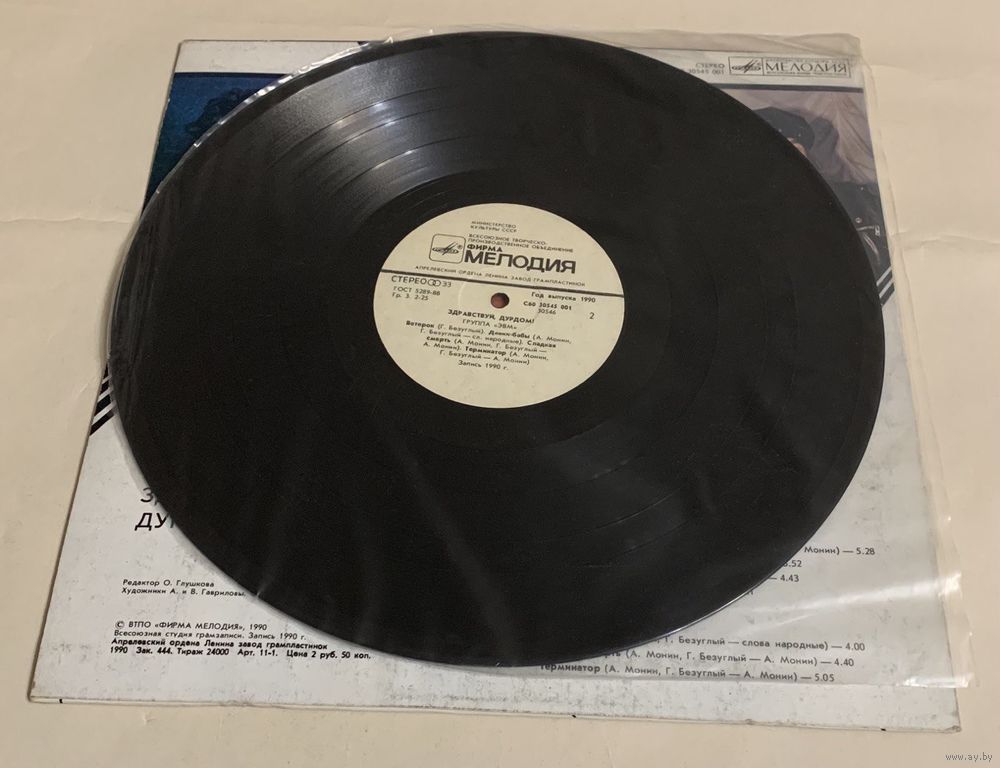 СТЕРЕО
30545 001
МЕЛОДИЯ
МИНИСТЕРСТВО
КУЛЬТУРЫ СССР
ВСЕСОЮЗНОЕ ТВОРЧЕСКО-
ПРОИЗВОДСТВЕННОЕ ОБЪЕДИНЕНИЕ
ФИРМА
МЕЛОДИЯ
АПРЕЛЕВСКИЙ ОРДЕНА ЛЕНИНА ЗАВОД ГРАМПЛАСТИНОК
СТЕРЕО 33
ГОСТ 5289-88
Гр. 3. 2-25
Год выпуска 1990
С60 30545 001
30546
2
ЗДРАВСТВУЙ, ДУРДОМ!
ГРУППА «ЭВМ»
Ветерок (Г. Безуглый). Девки-бабы (А. Монин,
Г. Безуглый — сл. народные), Сладкая
смерть (А. Монин, Г. Безуглый —
А. Монин). Терминатор (А. Монин,
Г. Безуглый — А. Монин)
Запись 1990 г.
Монин) — 5.28
3.52
— 4.43
Редактор О. Глушкова
Художники А. и В. Гавриловы
© ВТПО «ФИРМА МЕЛОДИЯ», 1990
Всесоюзная студия грамзаписи. Запись 1990 г.
Апрелевский ордена Ленина завод грампластинок
1990 Зак. 444. Тираж 24000 Арт. 11-1. Цена 2 руб. 50 коп.
Г. Безуглый — слова народные) — 4.00
(А. Монин, Г. Безуглый — А. Монин) — 4.40
Терминатор (А. Монин, Г. Безуглый — А. Монин) — 5.05
www.ay.by